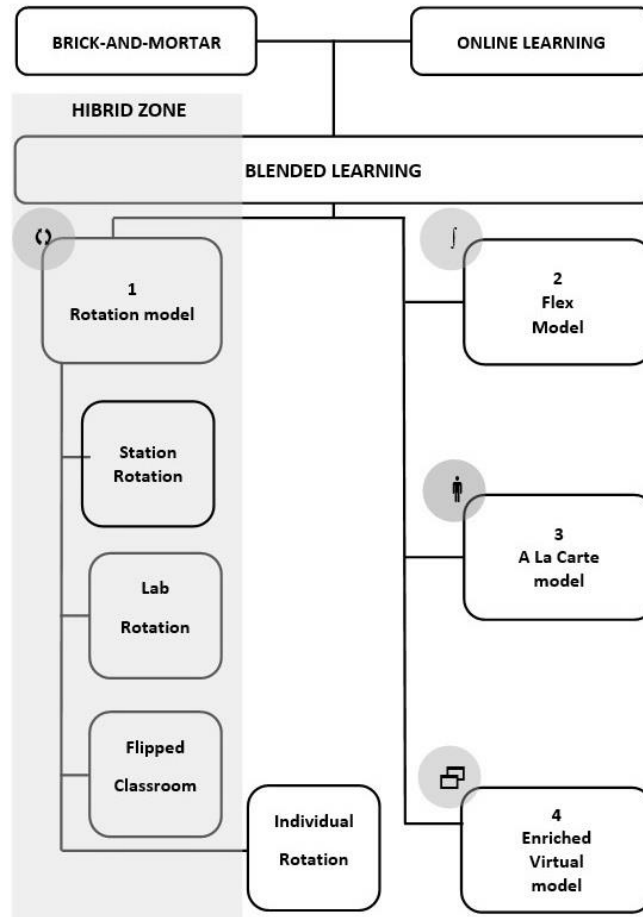 BRICK-AND-MORTAR
ONLINE LEARNING
HIBRID ZONE
BLENDED LEARNING
1
Rotation model
2
Flex
Model
Station
Rotation
3
A La Carte
model
Lab
Rotation
Flipped
Classroom
Individual
Rotation
4
Enriched
Virtual
model